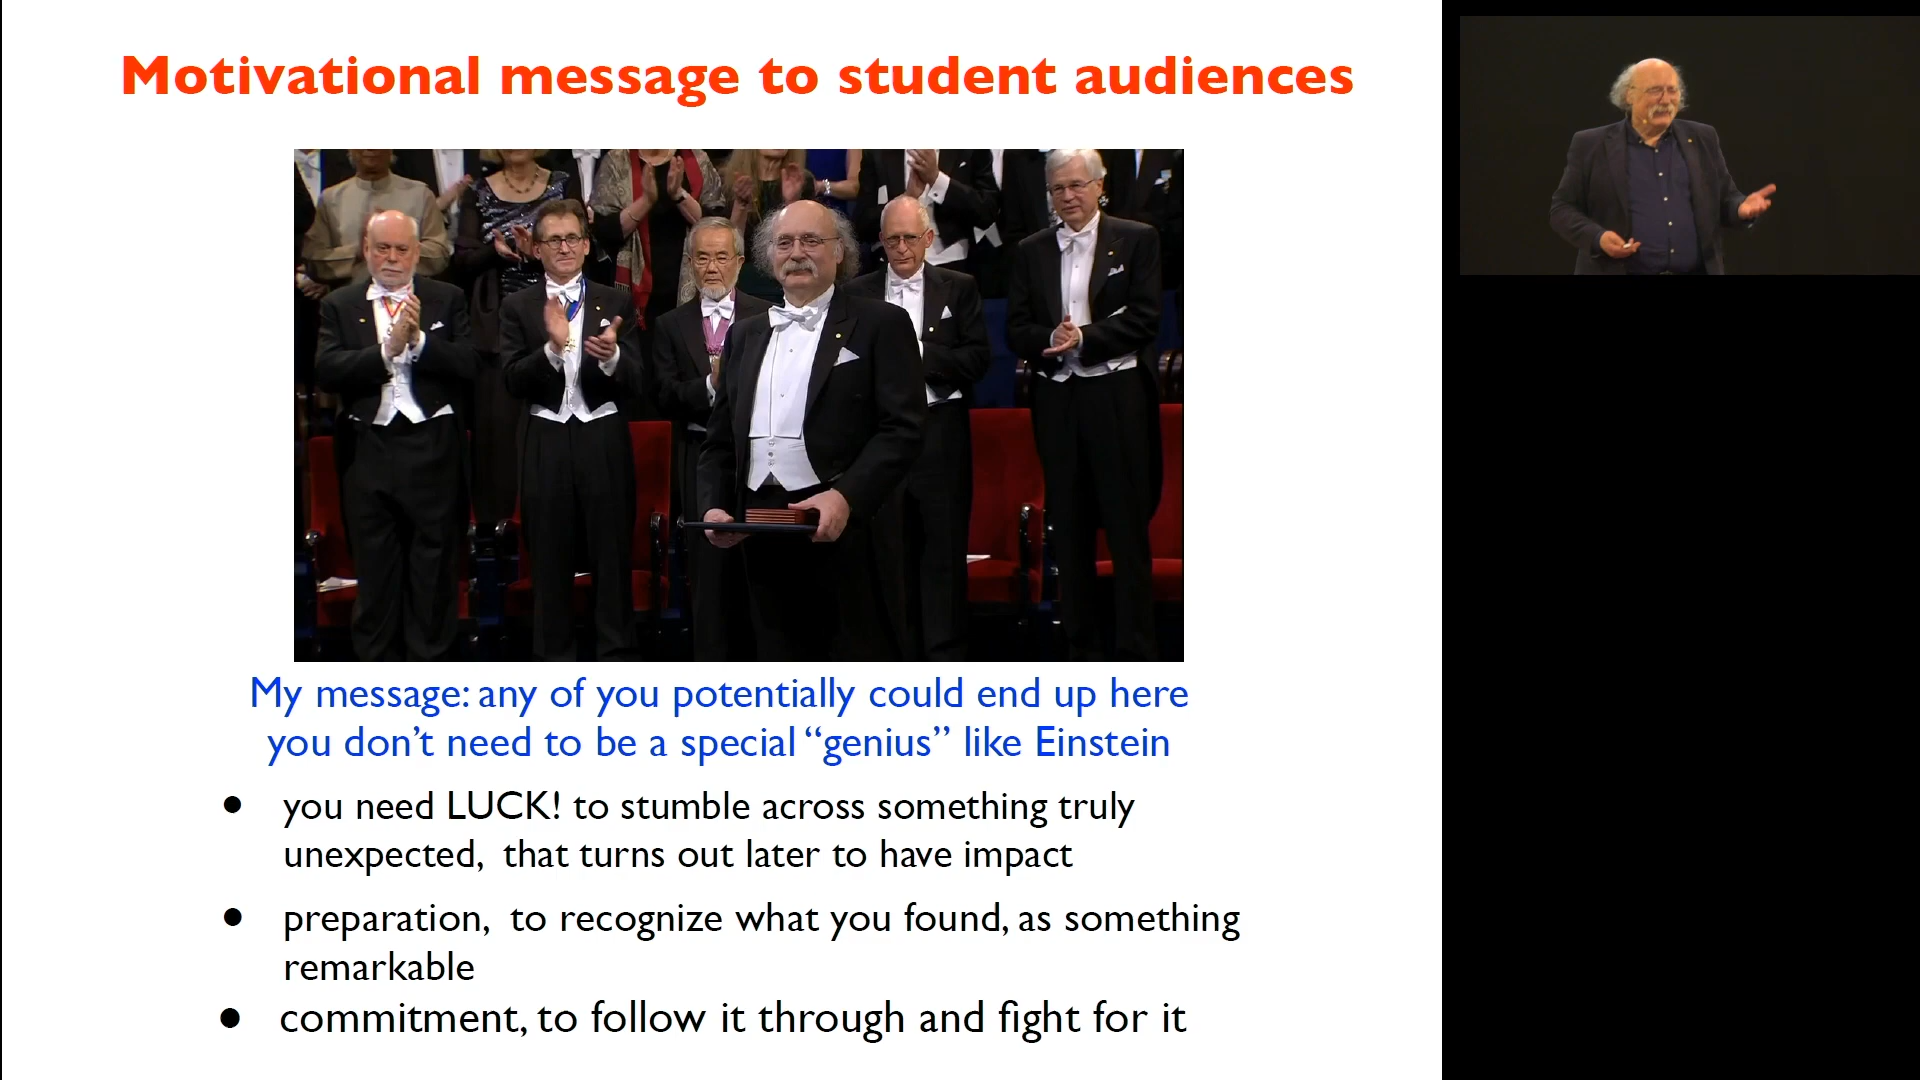 Motivational message to student audiences
My message: any of you potentially could end up here
you don’t need to be a special “genius” like Einstein
• you need LUCK! to stumble across something truly
unexpected,  that turns out later to have impact
• preparation,  to recognize what you found, as something
remarkable
• commitment, to follow it through and fight for it